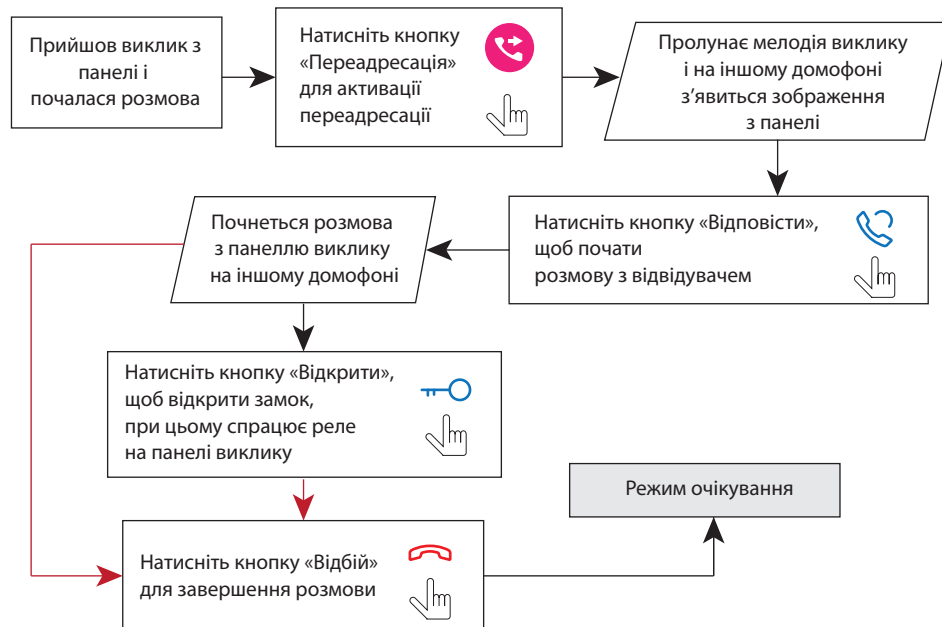 Прийшов виклик з
панелі і
почалася розмова
Натисніть кнопку
«Переадресація»
для активації
переадресації
Пролунає мелодія виклику
і на іншому домофоні
з’явиться зображення
з панелі
Натисніть кнопку «Відповісти»,
щоб почати
розмову з відвідувачем
Почнеться розмова
з панеллю виклику
на іншому домофоні
Натисніть кнопку «Відкрити»,
щоб відкрити замок,
при цьому спрацює реле
на панелі виклику
Натисніть кнопку «Відбій»
для завершення розмови
Режим очікування